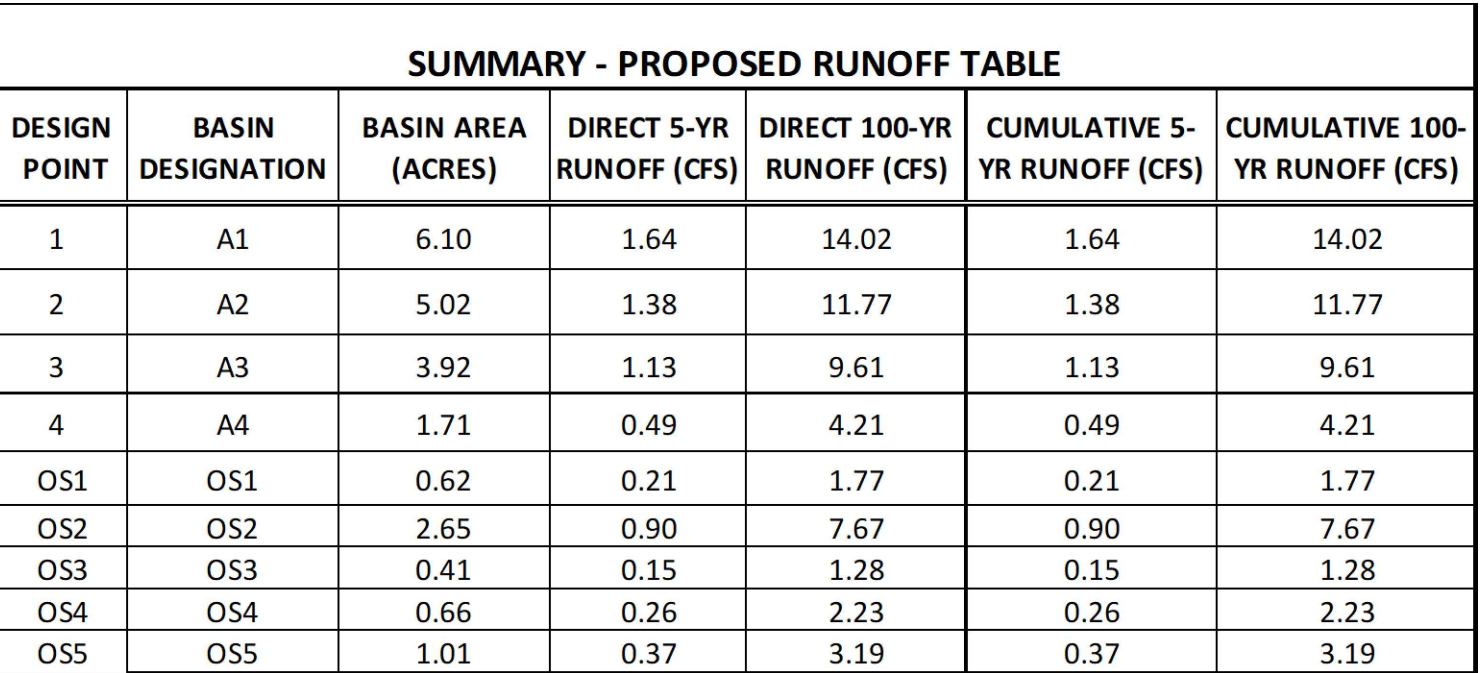 SUMMARY - PROPOSED RUNOFF TABLE
DESIGN POINT BASIN DESIGNATION BASIN AREA (ACRES) DIRECT 5-YR RUNOFF (CFS) DIRECT 100-YR RUNOFF (CFS) CUMULATIVE 5-YR RUNOFF (CFS) CUMULATIVE 100-YR RUNOFF (CFS)
1 A1 6.10 1.64 14.02 1.64 14.02
2 A2 5.02 1.38 11.77 1.38 11.77
3 A3 3.92 1.13 9.61 1.13 9.61
4 A4 1.71 0.49 4.21 0.49 4.21
OS1 OS1 0.62 0.21 1.77 0.21 1.77
OS2 OS2 2.65 0.90 7.67 0.90 7.67
OS3 OS3 0.41 0.15 1.28 0.15 1.28
OS4 OS4 0.66 0.26 2.23 0.26 2.23
OS5 OS5 1.01 0.37 3.19 0.37 3.19